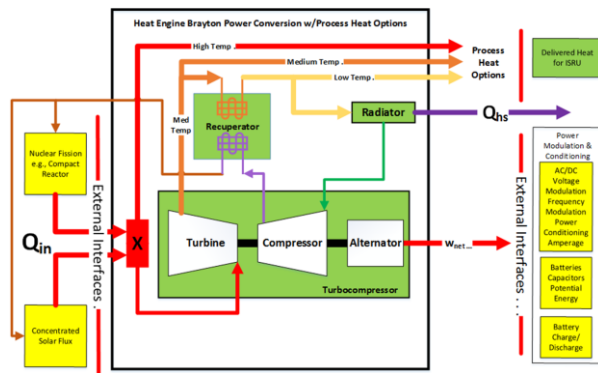 Heat Engine Brayton Power Conversion w/Process Heat Options
High Temp .
Medium Temp .
Low Temp .
Process
Heat
Options
Delivered Heat
for ISRU
Med
Temp
Recuperator
Radiator
Qhs
Nuclear Fission
e.g., Compact
Reactor
External Interfaces .
Qin
X
Turbine
Compressor
Alternator
Turbocompressor
wnet...
Concentrated
Solar Flux
External Interfaces . . .
Power
Modulation &
Conditioning
AC/DC
Voltage
Modulation
Frequency
Modulation
Power
Conditioning
Amperage
Batteries
Capacitors
Potential
Energy
Battery
Charge/
Discharge